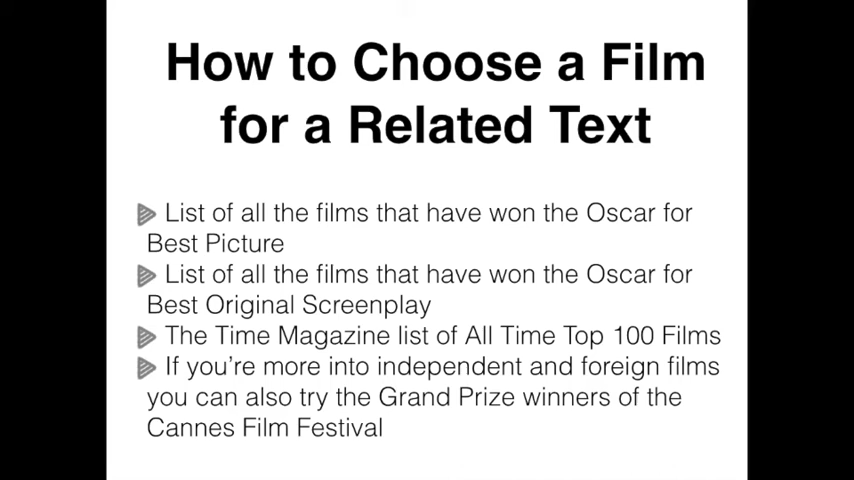 How to Choose a Film
for a Related Text
List of all the films that have won the Oscar for
Best Picture
List of all the films that have won the Oscar for
Best Original Screenplay
The Time Magazine list of All Time Top 100 Films
If you're more into independent and foreign films
you can also try the Grand Prize winners of the
Cannes Film Festival